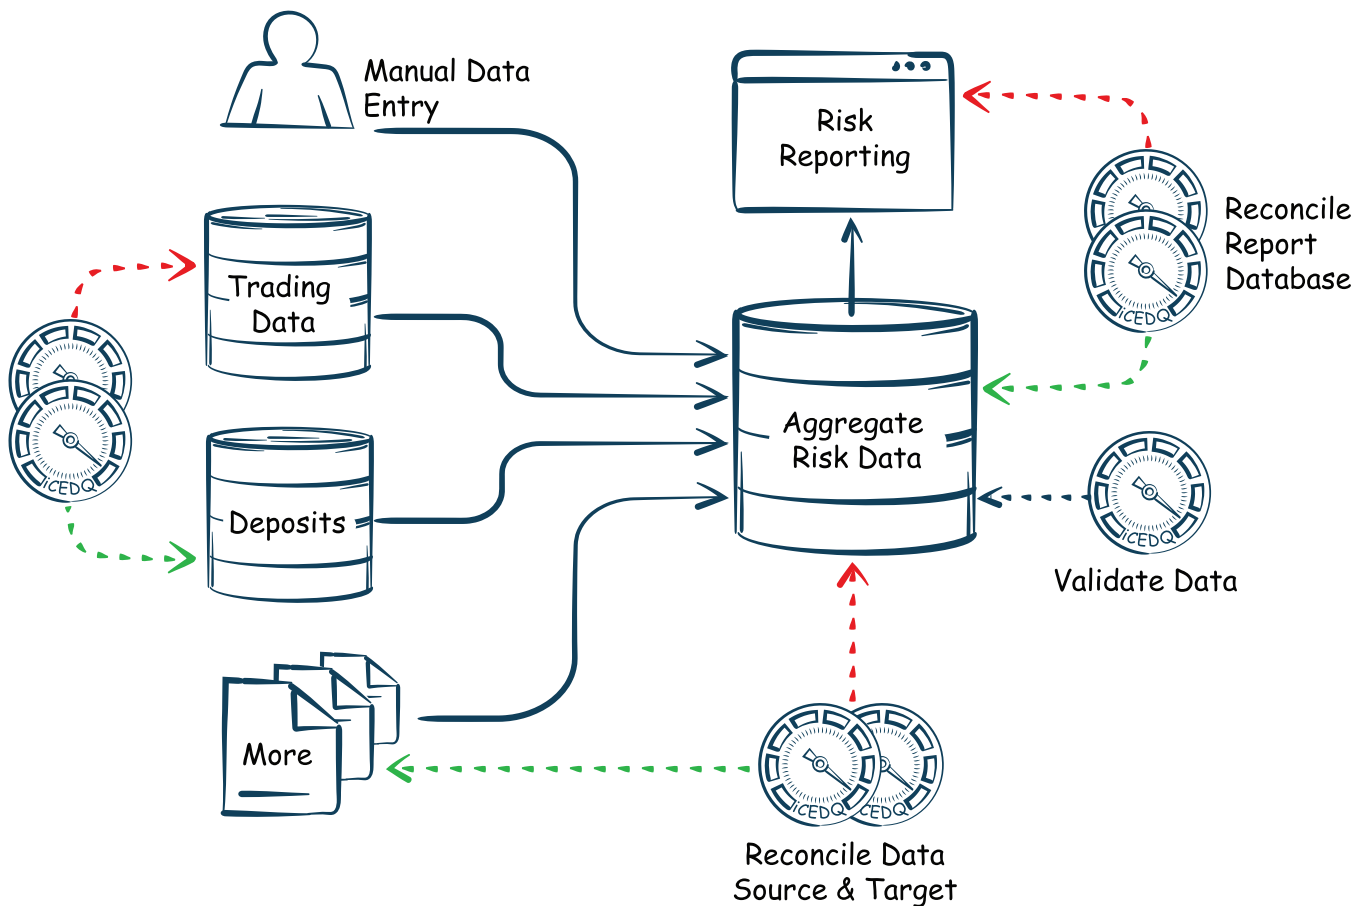 Manual Data
Entry
Risk
Reporting
Reconcile
Report
Database
iCEDQ
Trading
Data
iCEDQ
Aggregate
Risk Data
iCEDQ
Validate Data
Deposits
More
iCEDQ
iCEDQ
Reconcile Data
Source & Target